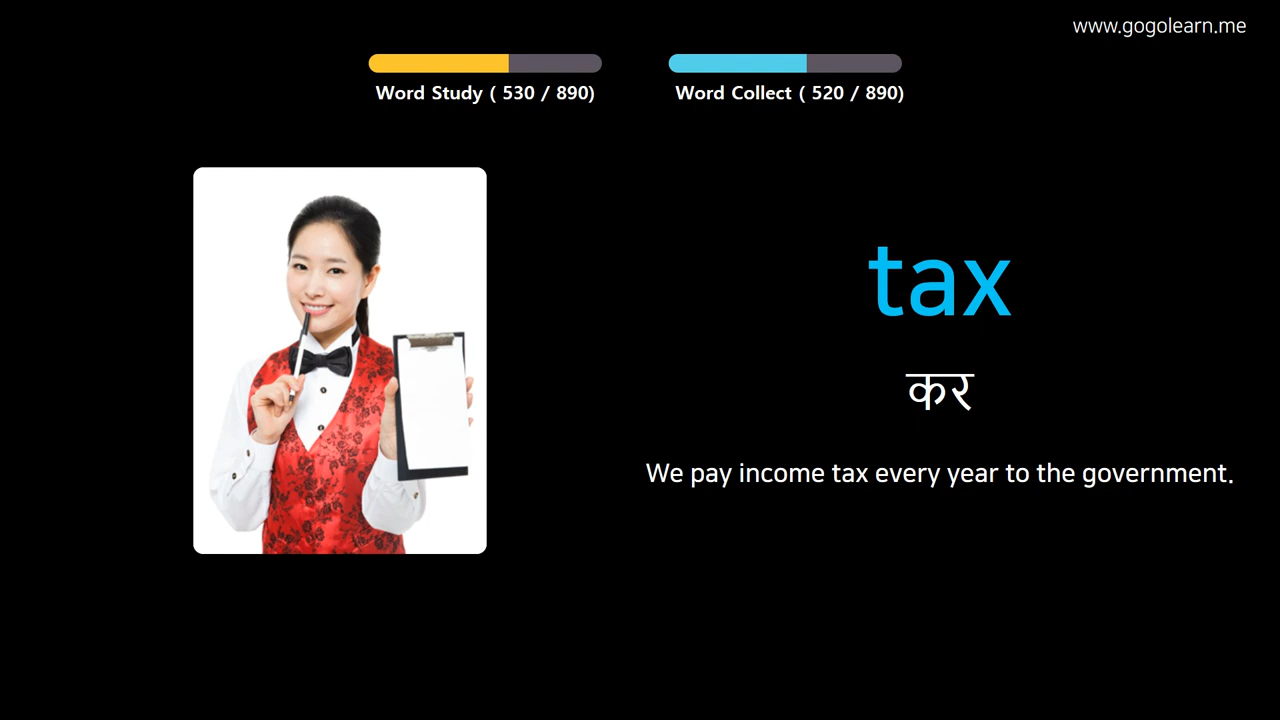 www.gogolearn.me
Word Study ( 530 / 890)
Word Collect ( 520 / 890)
tax
कर
We pay income tax every year to the government.